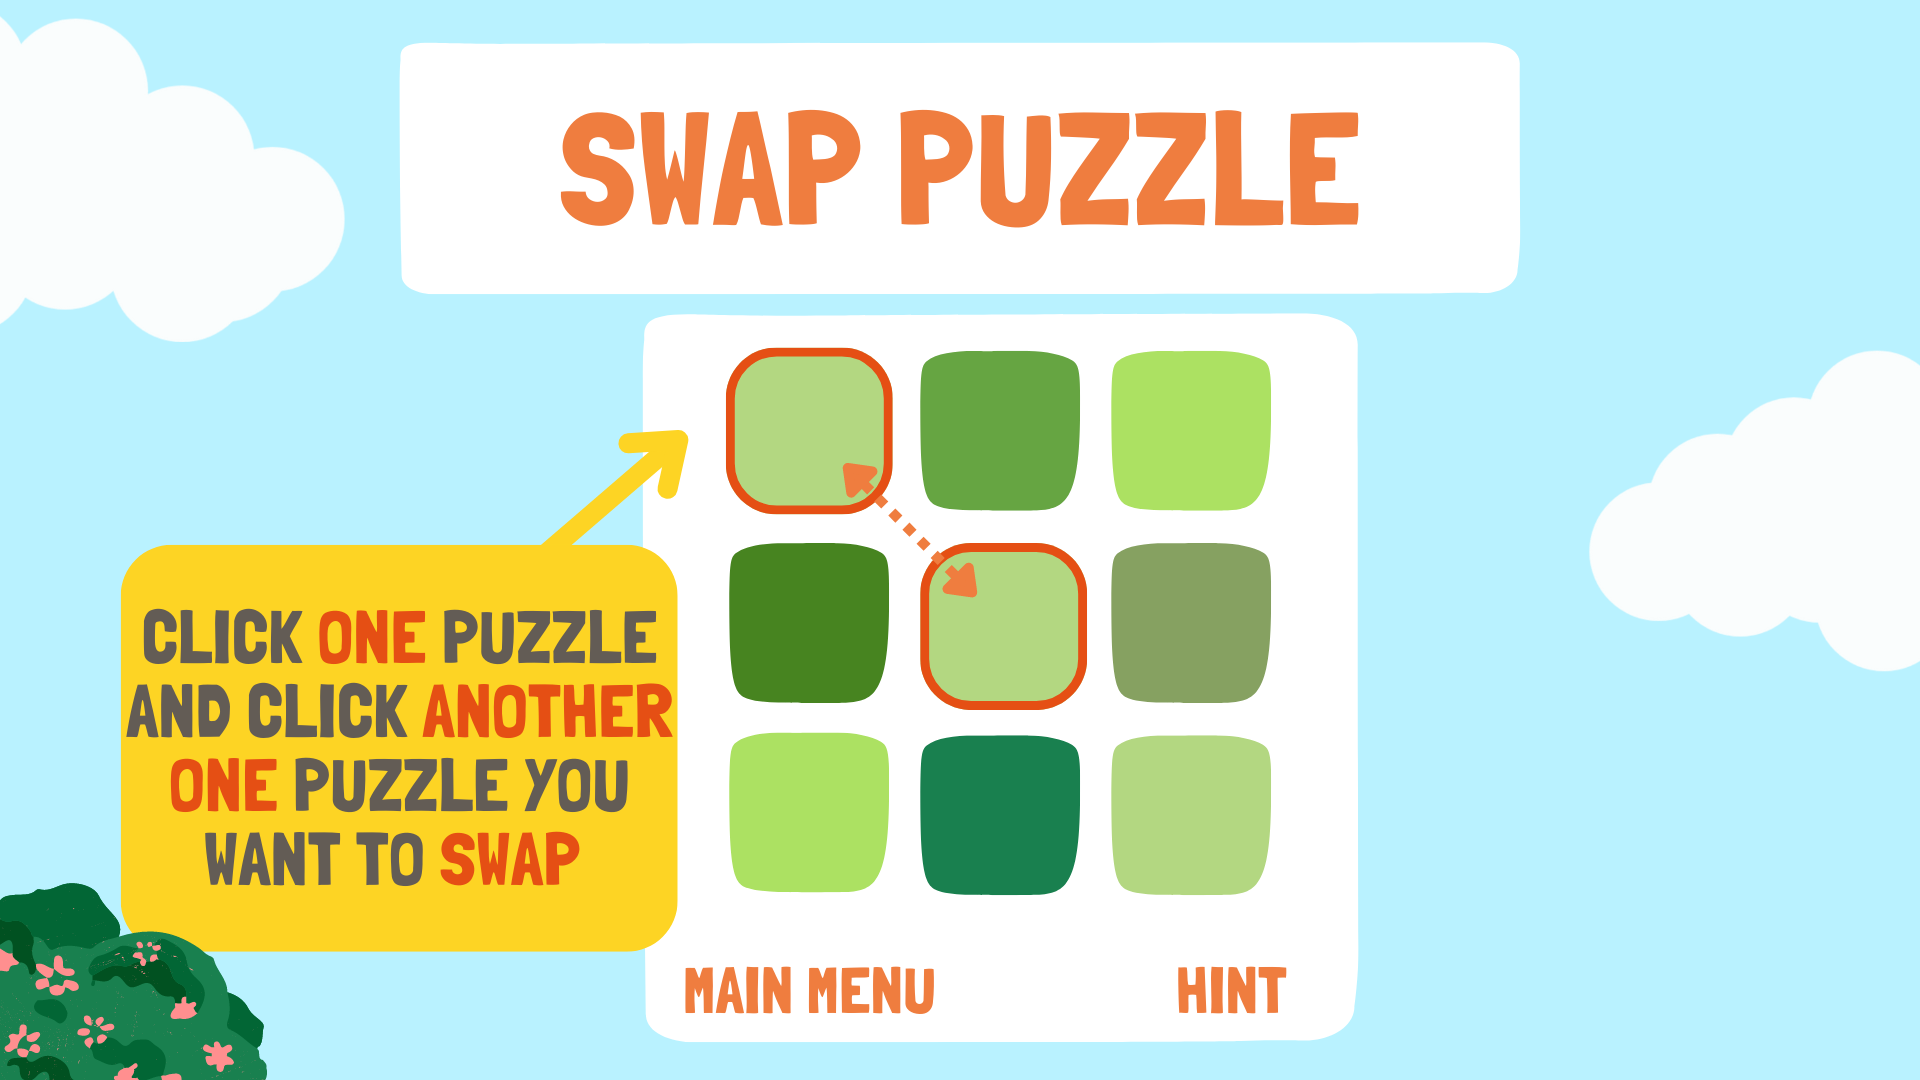 SWAP PUZZLE
CLICK ONE PUZZLE
AND CLICK ANOTHER
ONE PUZZLE YOU
WANT TO SWAP
MAIN MENU
HINT